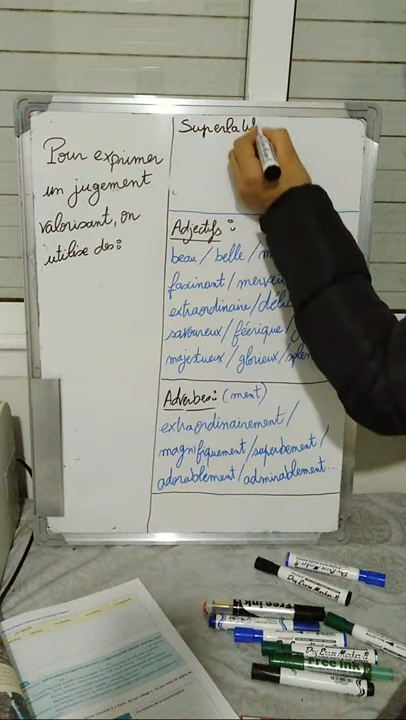 Pour exprimer
un jugement
valorisant, on
utilise des:
Superlati
Adjectifs:
beau / belle /
fascinant / merveil
extraordinaire / déli
savoureux / féerique /
majestueux / glorieux / splen
Adverbes: (ment)
extraordinairement /
magnifiquement / superbement /
adorablement / admirablement...
Dry Erase Marker
Dry Erase Marker
Free Ink
Dry Erase Marker
Free Ink